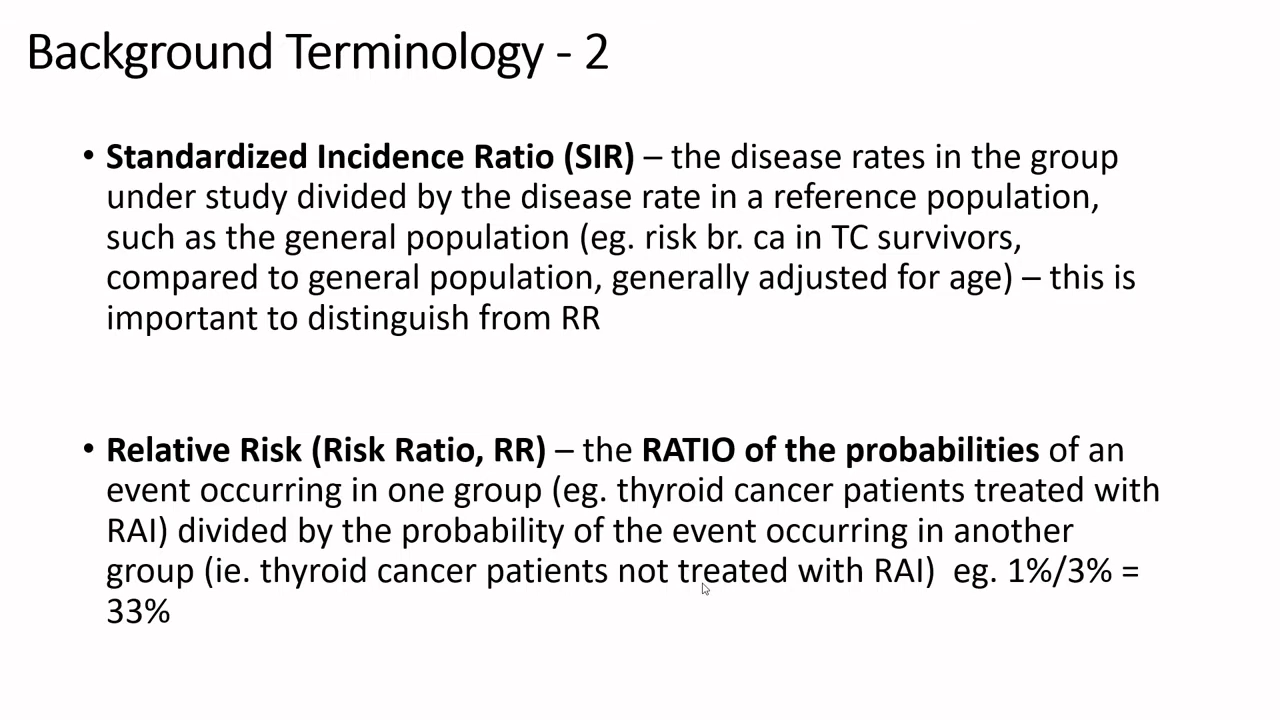 Background Terminology - 2
• Standardized Incidence Ratio (SIR) – the disease rates in the group
under study divided by the disease rate in a reference population,
such as the general population (eg. risk br. ca in TC survivors,
compared to general population, generally adjusted for age) – this is
important to distinguish from RR
• Relative Risk (Risk Ratio, RR) – the RATIO of the probabilities of an
event occurring in one group (eg. thyroid cancer patients treated with
RAI) divided by the probability of the event occurring in another
group (ie. thyroid cancer patients not treated with RAI)  eg. 1%/3% =
33%